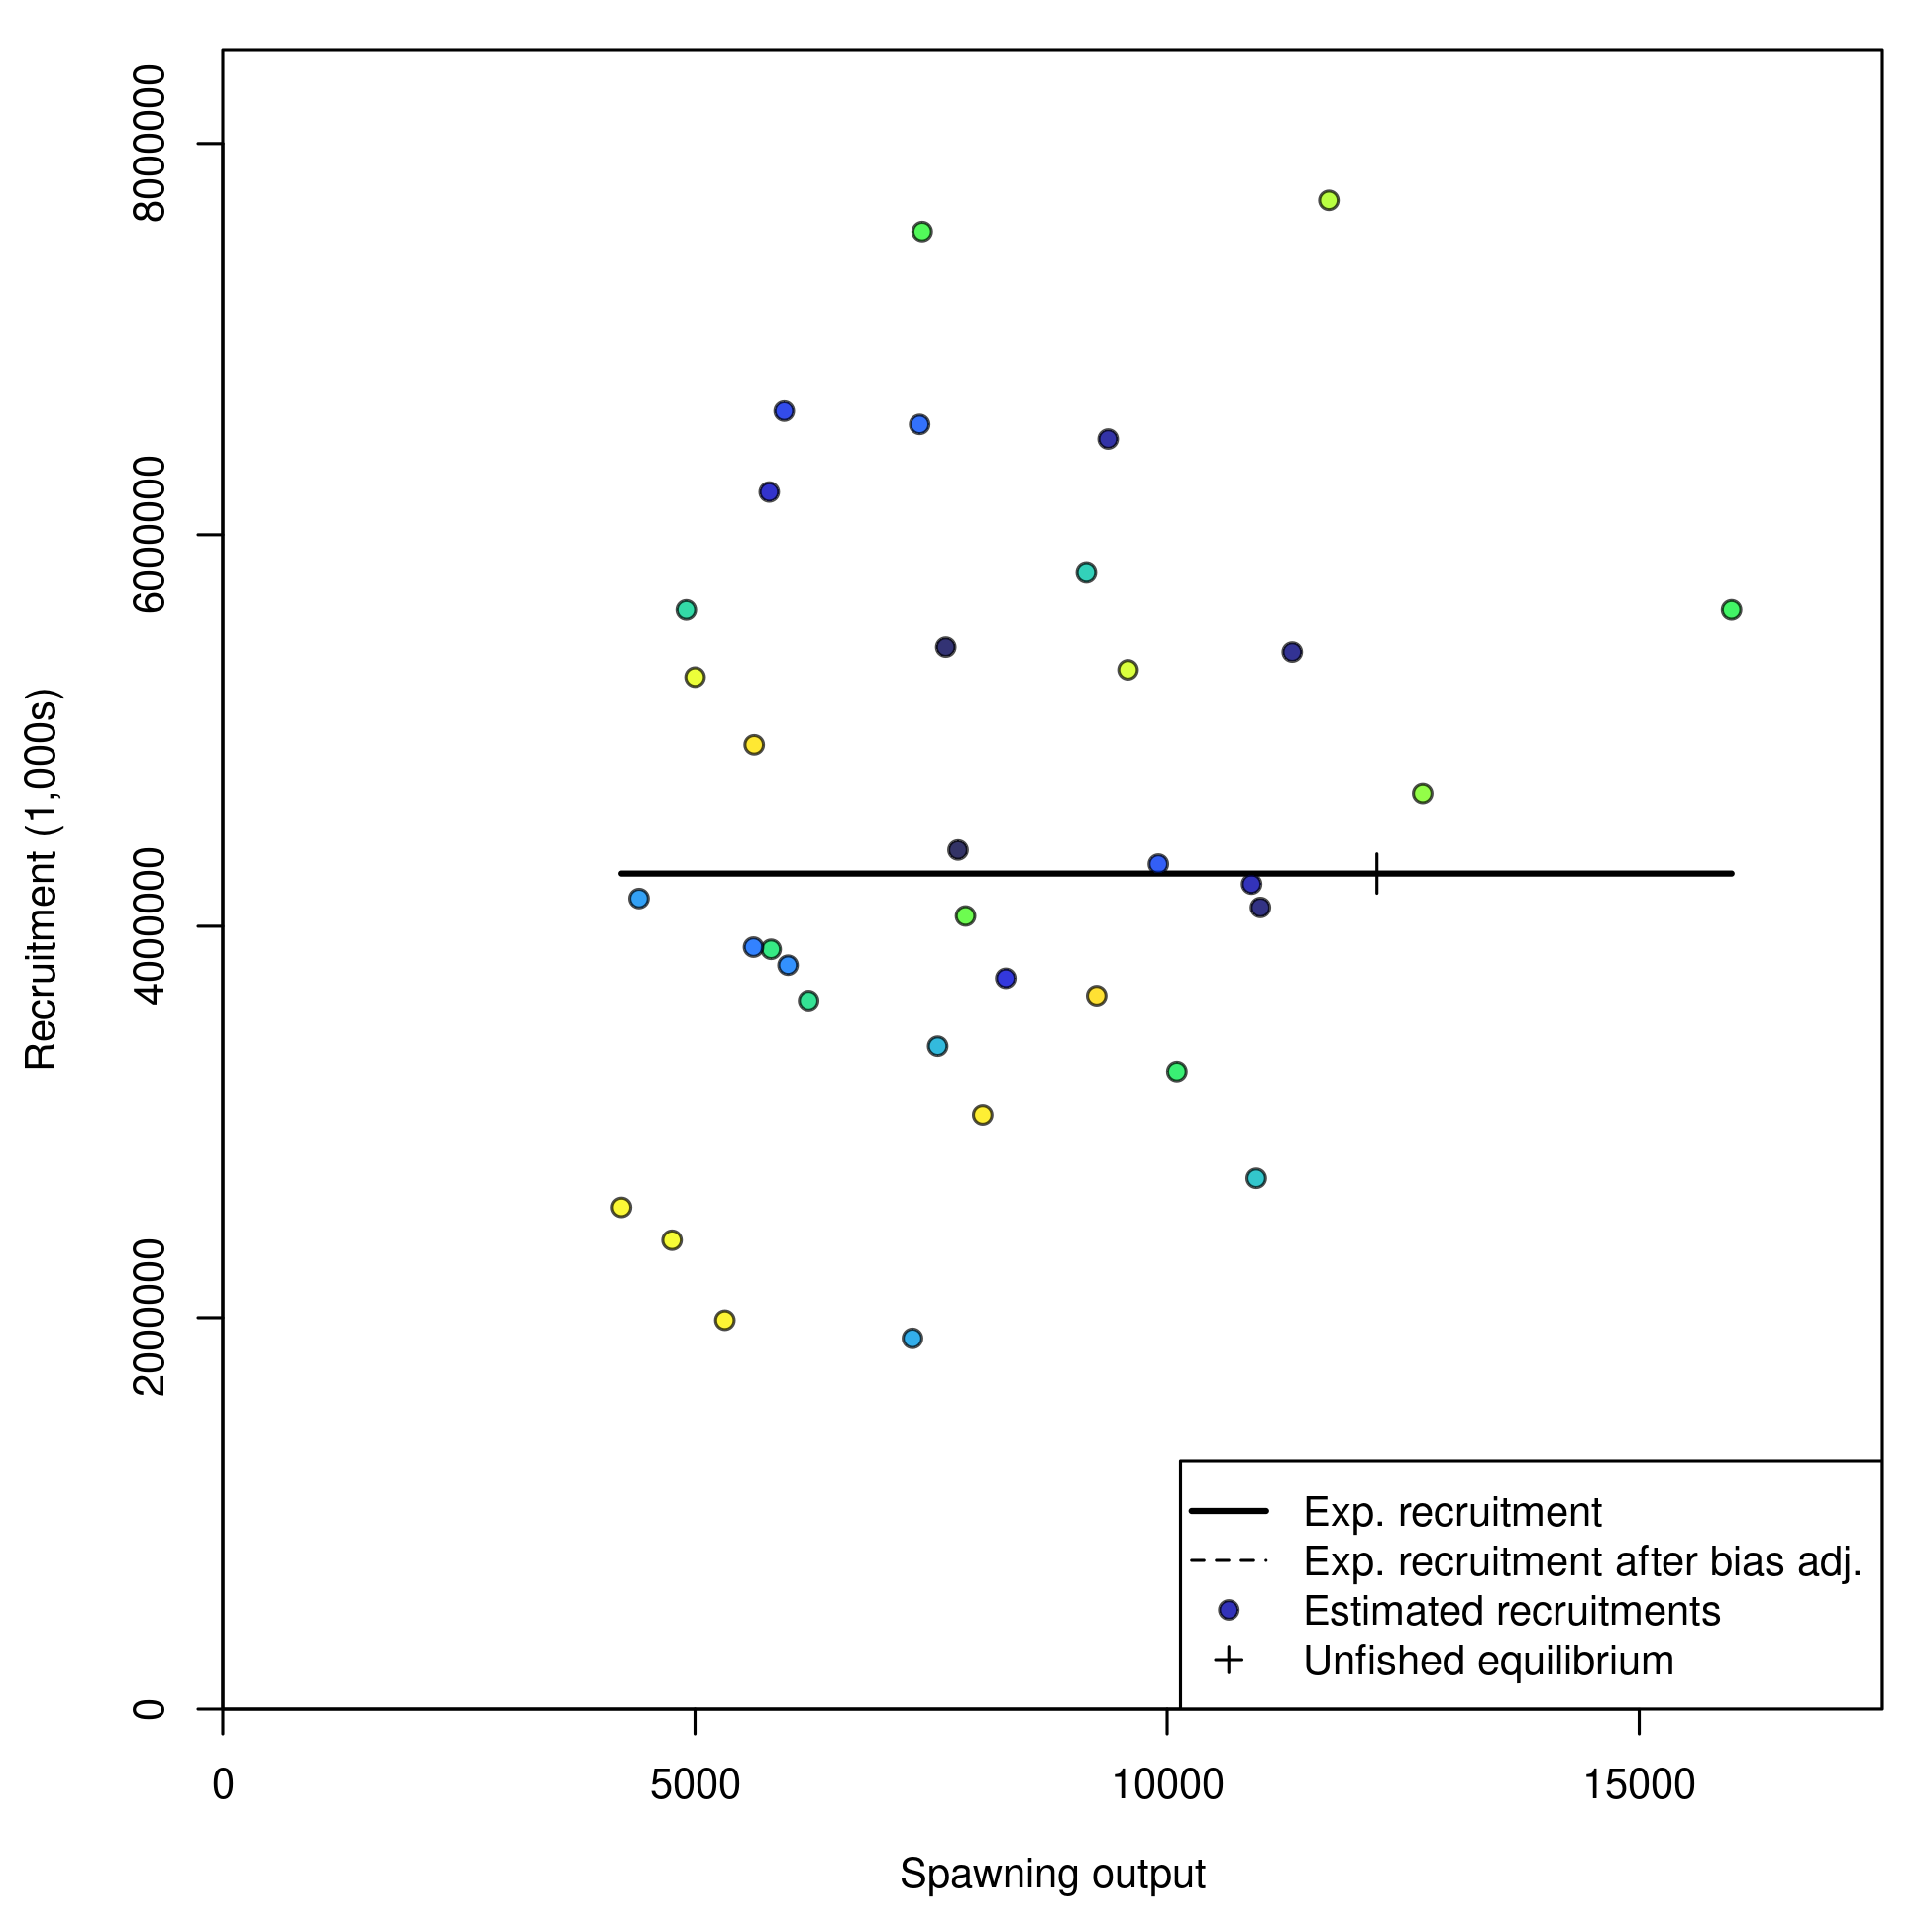 Recruitment (1,000s)
8000000
6000000
4000000
2000000
0
0 5000 10000 15000
Spawning output
Exp. recruitment
Exp. recruitment after bias adj.
Estimated recruitments
Unfished equilibrium